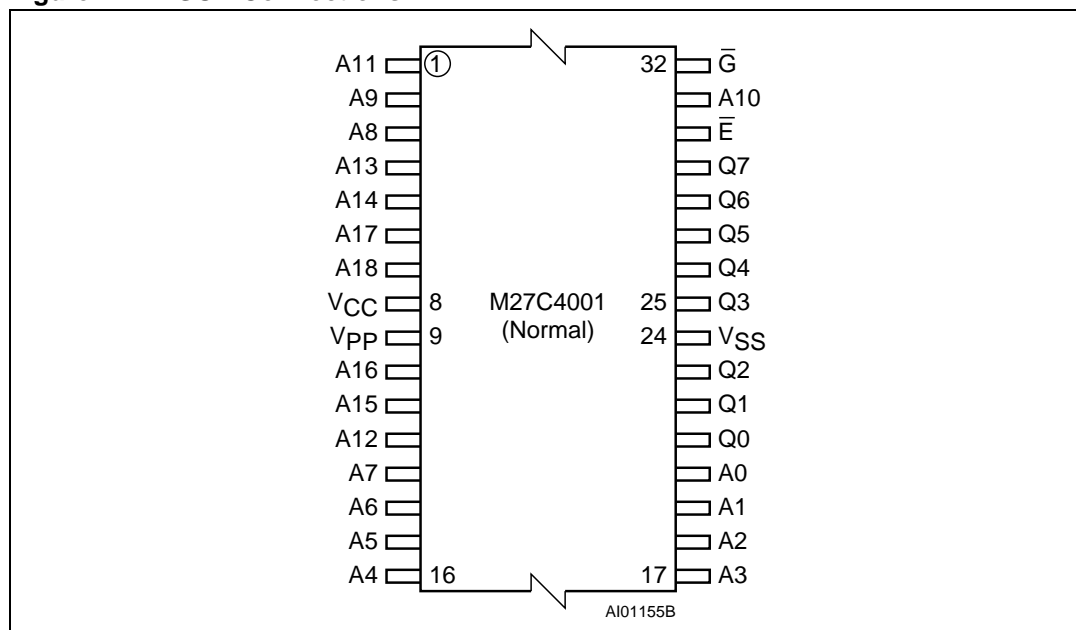 A11 1 32 G̅
A9 A10
A8 E̅
A13 Q7
A14 Q6
A17 Q5
A18 Q4
VCC 8 M27C4001 25 Q3
VPP 9 (Normal) 24 VSS
A16 Q2
A15 Q1
A12 Q0
A7 A0
A6 A1
A5 A2
A4 16 17 A3
AI01155B